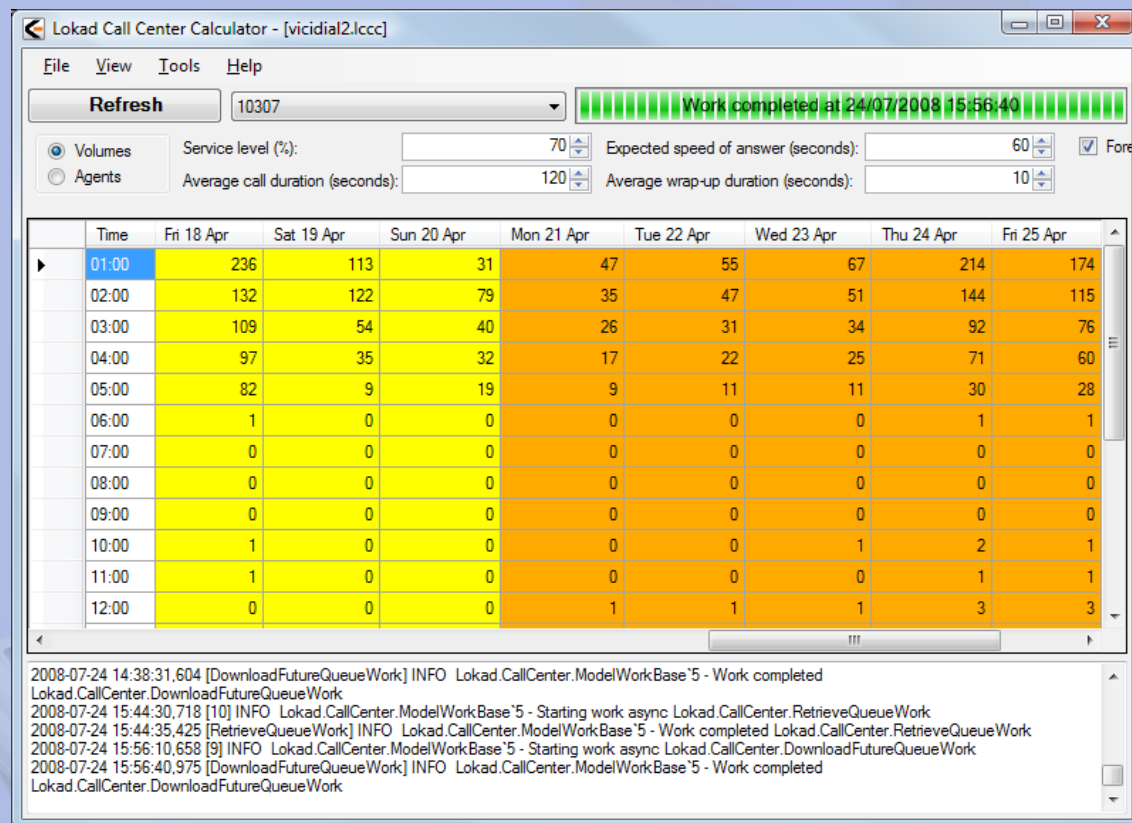 Lokad Call Center Calculator - [vicidial2.lccc]
File View Tools Help
Refresh 10307 Work completed at 24/07/2008 15:56:40
Volumes Service level (%): 70 Expected speed of answer (seconds): 60 Fore
Agents Average call duration (seconds): 120 Average wrap-up duration (seconds): 10
Time Fri 18 Apr Sat 19 Apr Sun 20 Apr Mon 21 Apr Tue 22 Apr Wed 23 Apr Thu 24 Apr Fri 25 Apr
01:00 236 113 31 47 55 67 214 174
02:00 132 122 79 35 47 51 144 115
03:00 109 54 40 26 31 34 92 76
04:00 97 35 32 17 22 25 71 60
05:00 82 9 19 9 11 11 30 28
06:00 1 0 0 0 0 0 1 1
07:00 0 0 0 0 0 0 0 0
08:00 0 0 0 0 0 0 0 0
09:00 0 0 0 0 0 0 0 0
10:00 1 0 0 0 0 1 2 1
11:00 1 0 0 0 0 0 1 1
12:00 0 0 0 1 1 1 3 3
2008-07-24 14:38:31,604 [DownloadFutureQueueWork] INFO Lokad.CallCenter.ModelWorkBase`5 - Work completed
Lokad.CallCenter.DownloadFutureQueueWork
2008-07-24 15:44:30,718 [10] INFO Lokad.CallCenter.ModelWorkBase`5 - Starting work async Lokad.CallCenter.RetrieveQueueWork
2008-07-24 15:44:35,425 [RetrieveQueueWork] INFO Lokad.CallCenter.ModelWorkBase`5 - Work completed Lokad.CallCenter.RetrieveQueueWork
2008-07-24 15:56:10,658 [9] INFO Lokad.CallCenter.ModelWorkBase`5 - Starting work async Lokad.CallCenter.DownloadFutureQueueWork
2008-07-24 15:56:40,975 [DownloadFutureQueueWork] INFO Lokad.CallCenter.ModelWorkBase`5 - Work completed
Lokad.CallCenter.DownloadFutureQueueWork